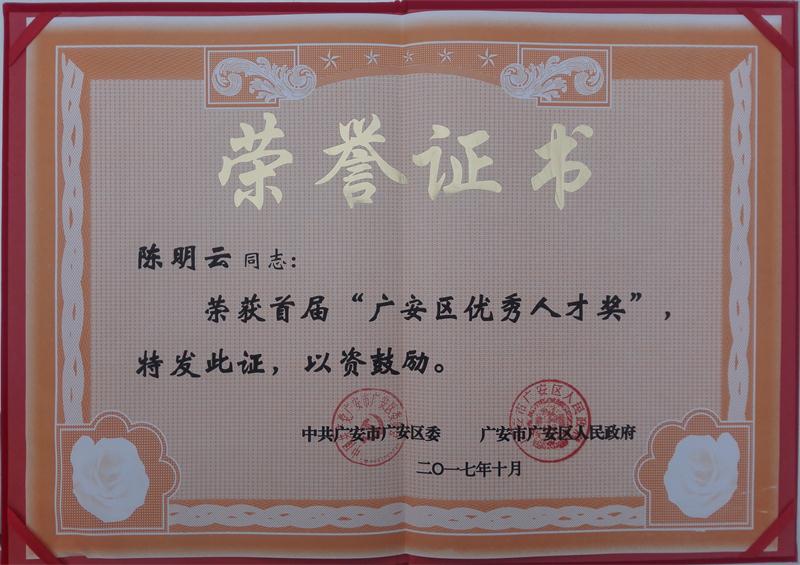 荣誉证书
陈明云同志：
荣获首届“广安区优秀人才奖”，
特发此证，以资鼓励。
中共广安市广安区委 广安市广安区人民政府
二〇一七年十月